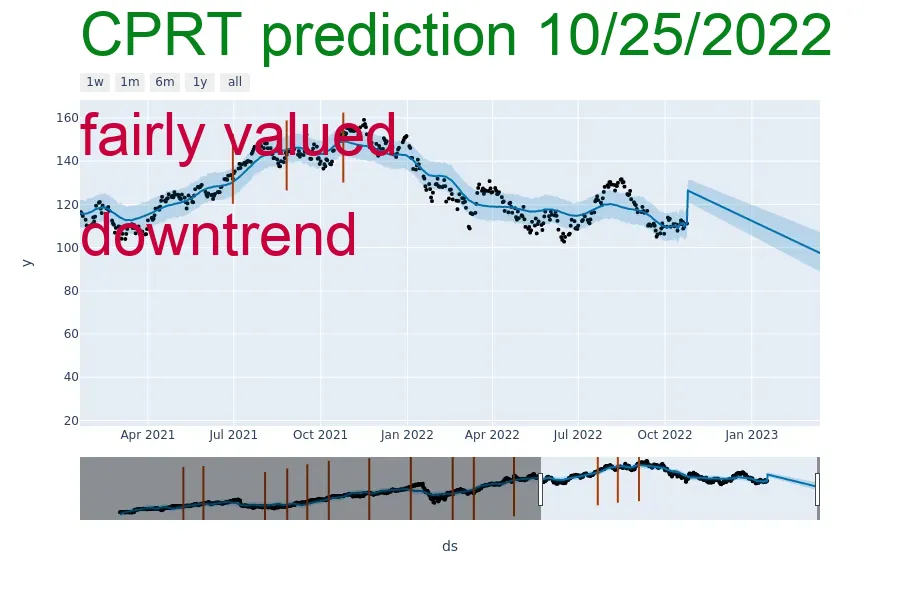 CPRT prediction 10/25/2022
1w 1m 6m 1y all
fairly valued
downtrend
160
140
120
100
80
60
40
20
y
Apr 2021 Jul 2021 Oct 2021 Jan 2022 Apr 2022 Jul 2022 Oct 2022 Jan 2023
ds